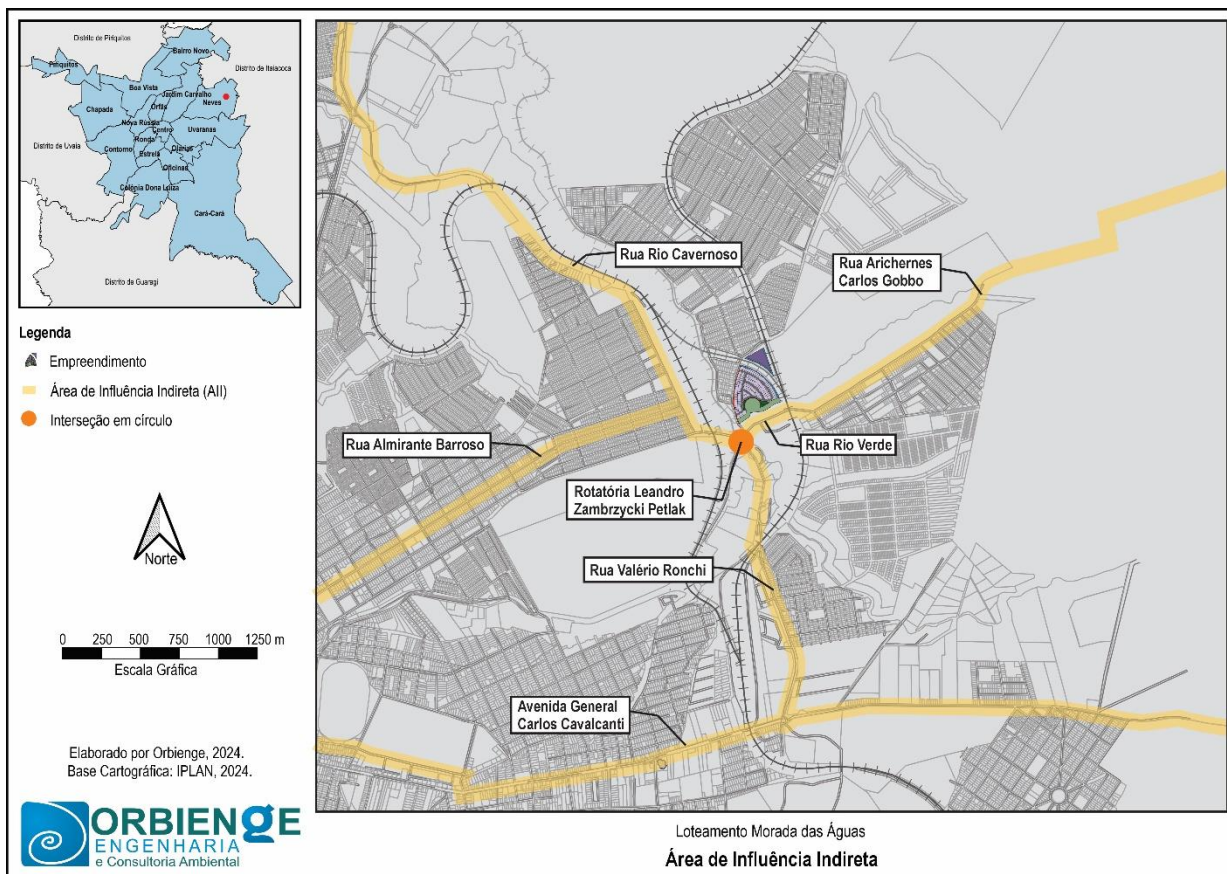 Distrito de Piriquitos
Bairro Novo
Distrito de Itaiacoca
Piriquitos
Boa Vista
Jardim Carvalho
Neves
Órfãs
Chapada
Nova Rússia
Centro
Uvaranas
Ronda
Distrito de Uvaia
Contorno
Estrela
Olarias
Oficinas
Colônia Dona Luiza
Cará-Cará
Distrito de Guaragi
Legenda
Empreendimento
Área de Influência Indireta (AII)
Interseção em círculo
Norte
0 250 500 750 1000 1250 m
Escala Gráfica
Elaborado por Orbienge, 2024.
Base Cartográfica: IPLAN, 2024.
ORBIENGE
ENGENHARIA
e Consultoria Ambiental
Rua Rio Cavernoso
Rua Arichernes
Carlos Gobbo
Rua Almirante Barroso
Rua Rio Verde
Rotatória Leandro
Zambrzycki Petlak
Rua Valério Ronchi
Avenida General
Carlos Cavalcanti
Loteamento Morada das Águas
Área de Influência Indireta